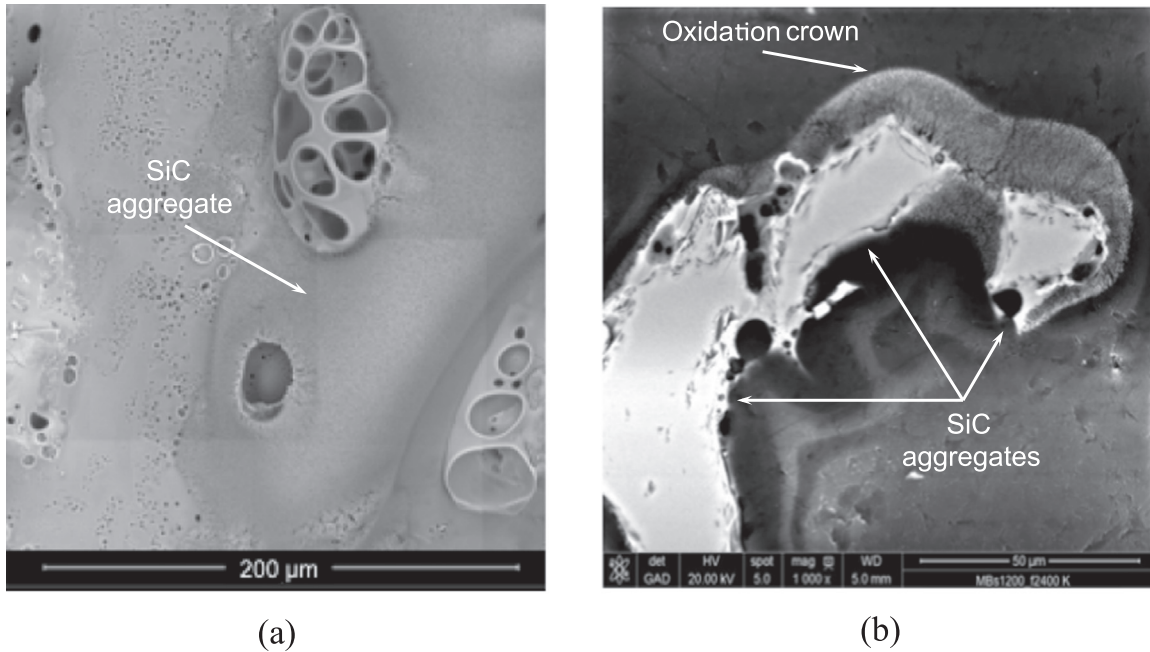 SiC
aggregate
200 µm
(a)
Oxidation crown
SiC
aggregates
det
HV
spot
mag
WD
50 µm
GAD
20.00 kV
5.0
1 000 x
5.0 mm
MBs1200_f2400 K
(b)